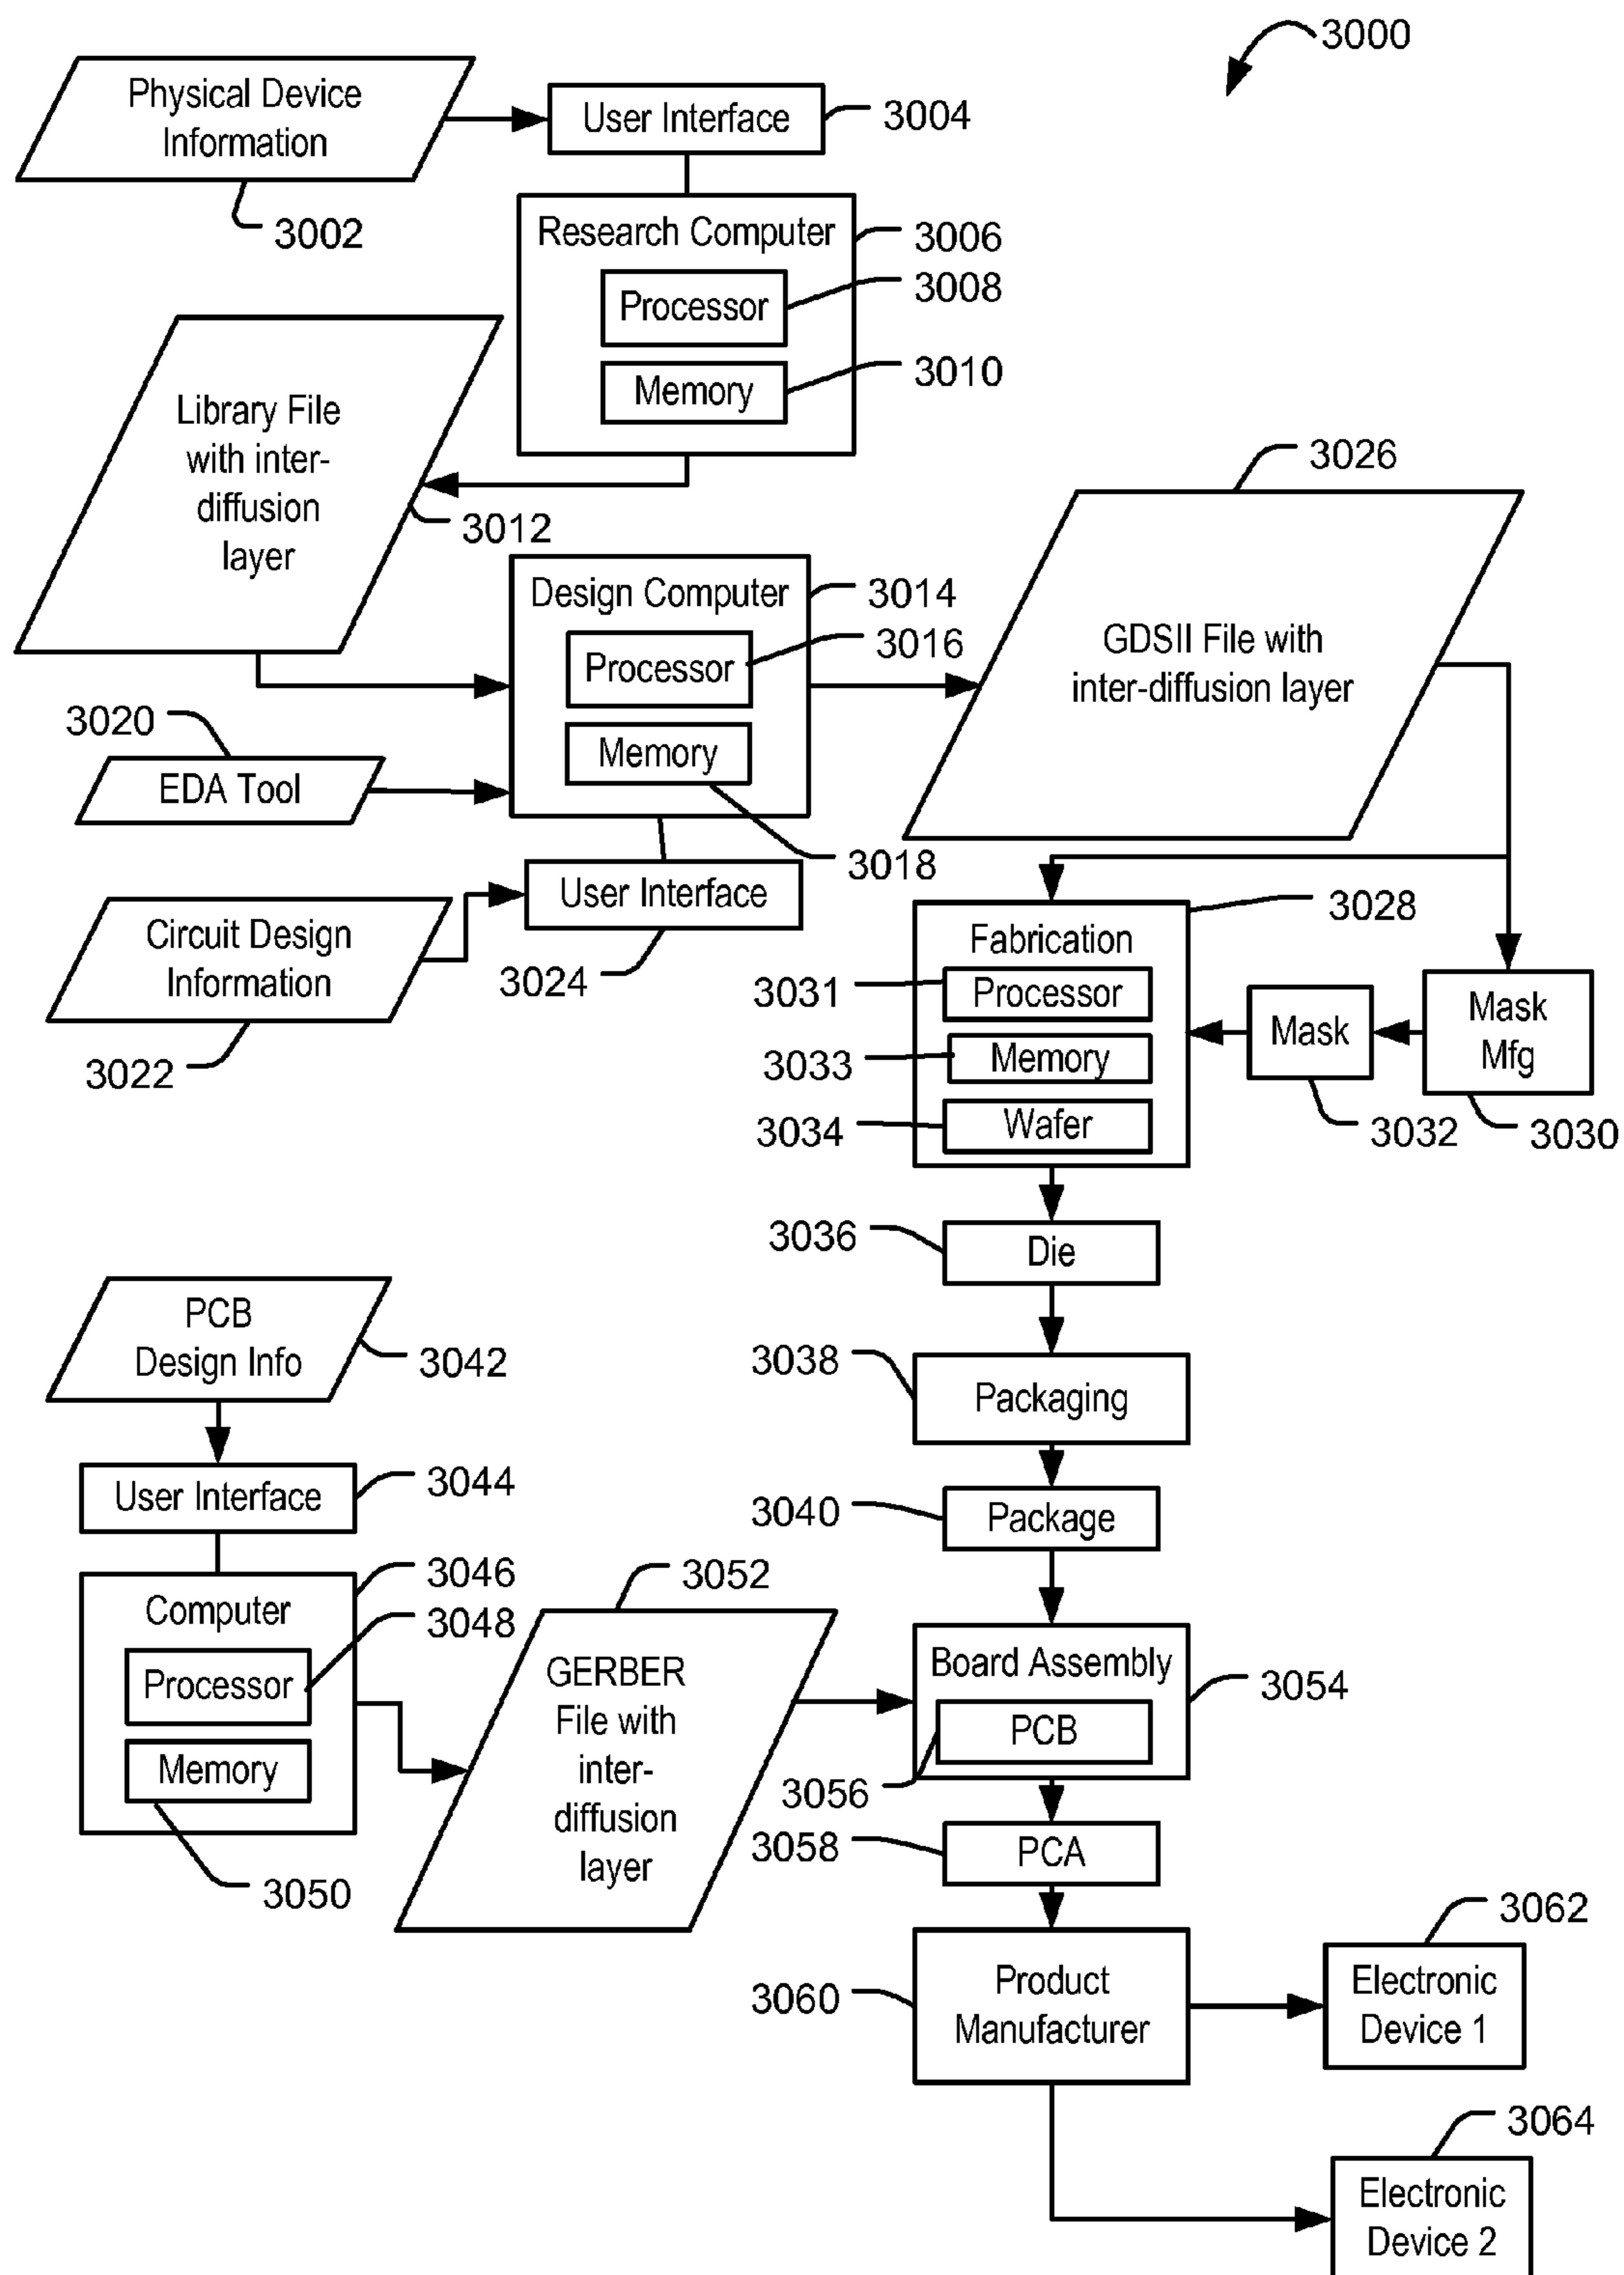 3000
Physical Device
Information
3002
User Interface
3004
Research Computer
3006
Processor
3008
Memory
3010
Library File
with inter-
diffusion
layer
3012
Design Computer
3014
Processor
3016
Memory
3018
3020
EDA Tool
Circuit Design
Information
3022
User Interface
3024
3026
GDSII File with
inter-diffusion layer
Fabrication
3028
3031
Processor
3033
Memory
3034
Wafer
Mask
3032
Mask
Mfg
3030
3036
Die
3038
Packaging
3040
Package
PCB
Design Info
3042
User Interface
3044
Computer
3046
Processor
3048
Memory
3050
3052
GERBER
File with
inter-
diffusion
layer
Board Assembly
3054
PCB
3056
3058
PCA
3060
Product
Manufacturer
3062
Electronic
Device 1
3064
Electronic
Device 2